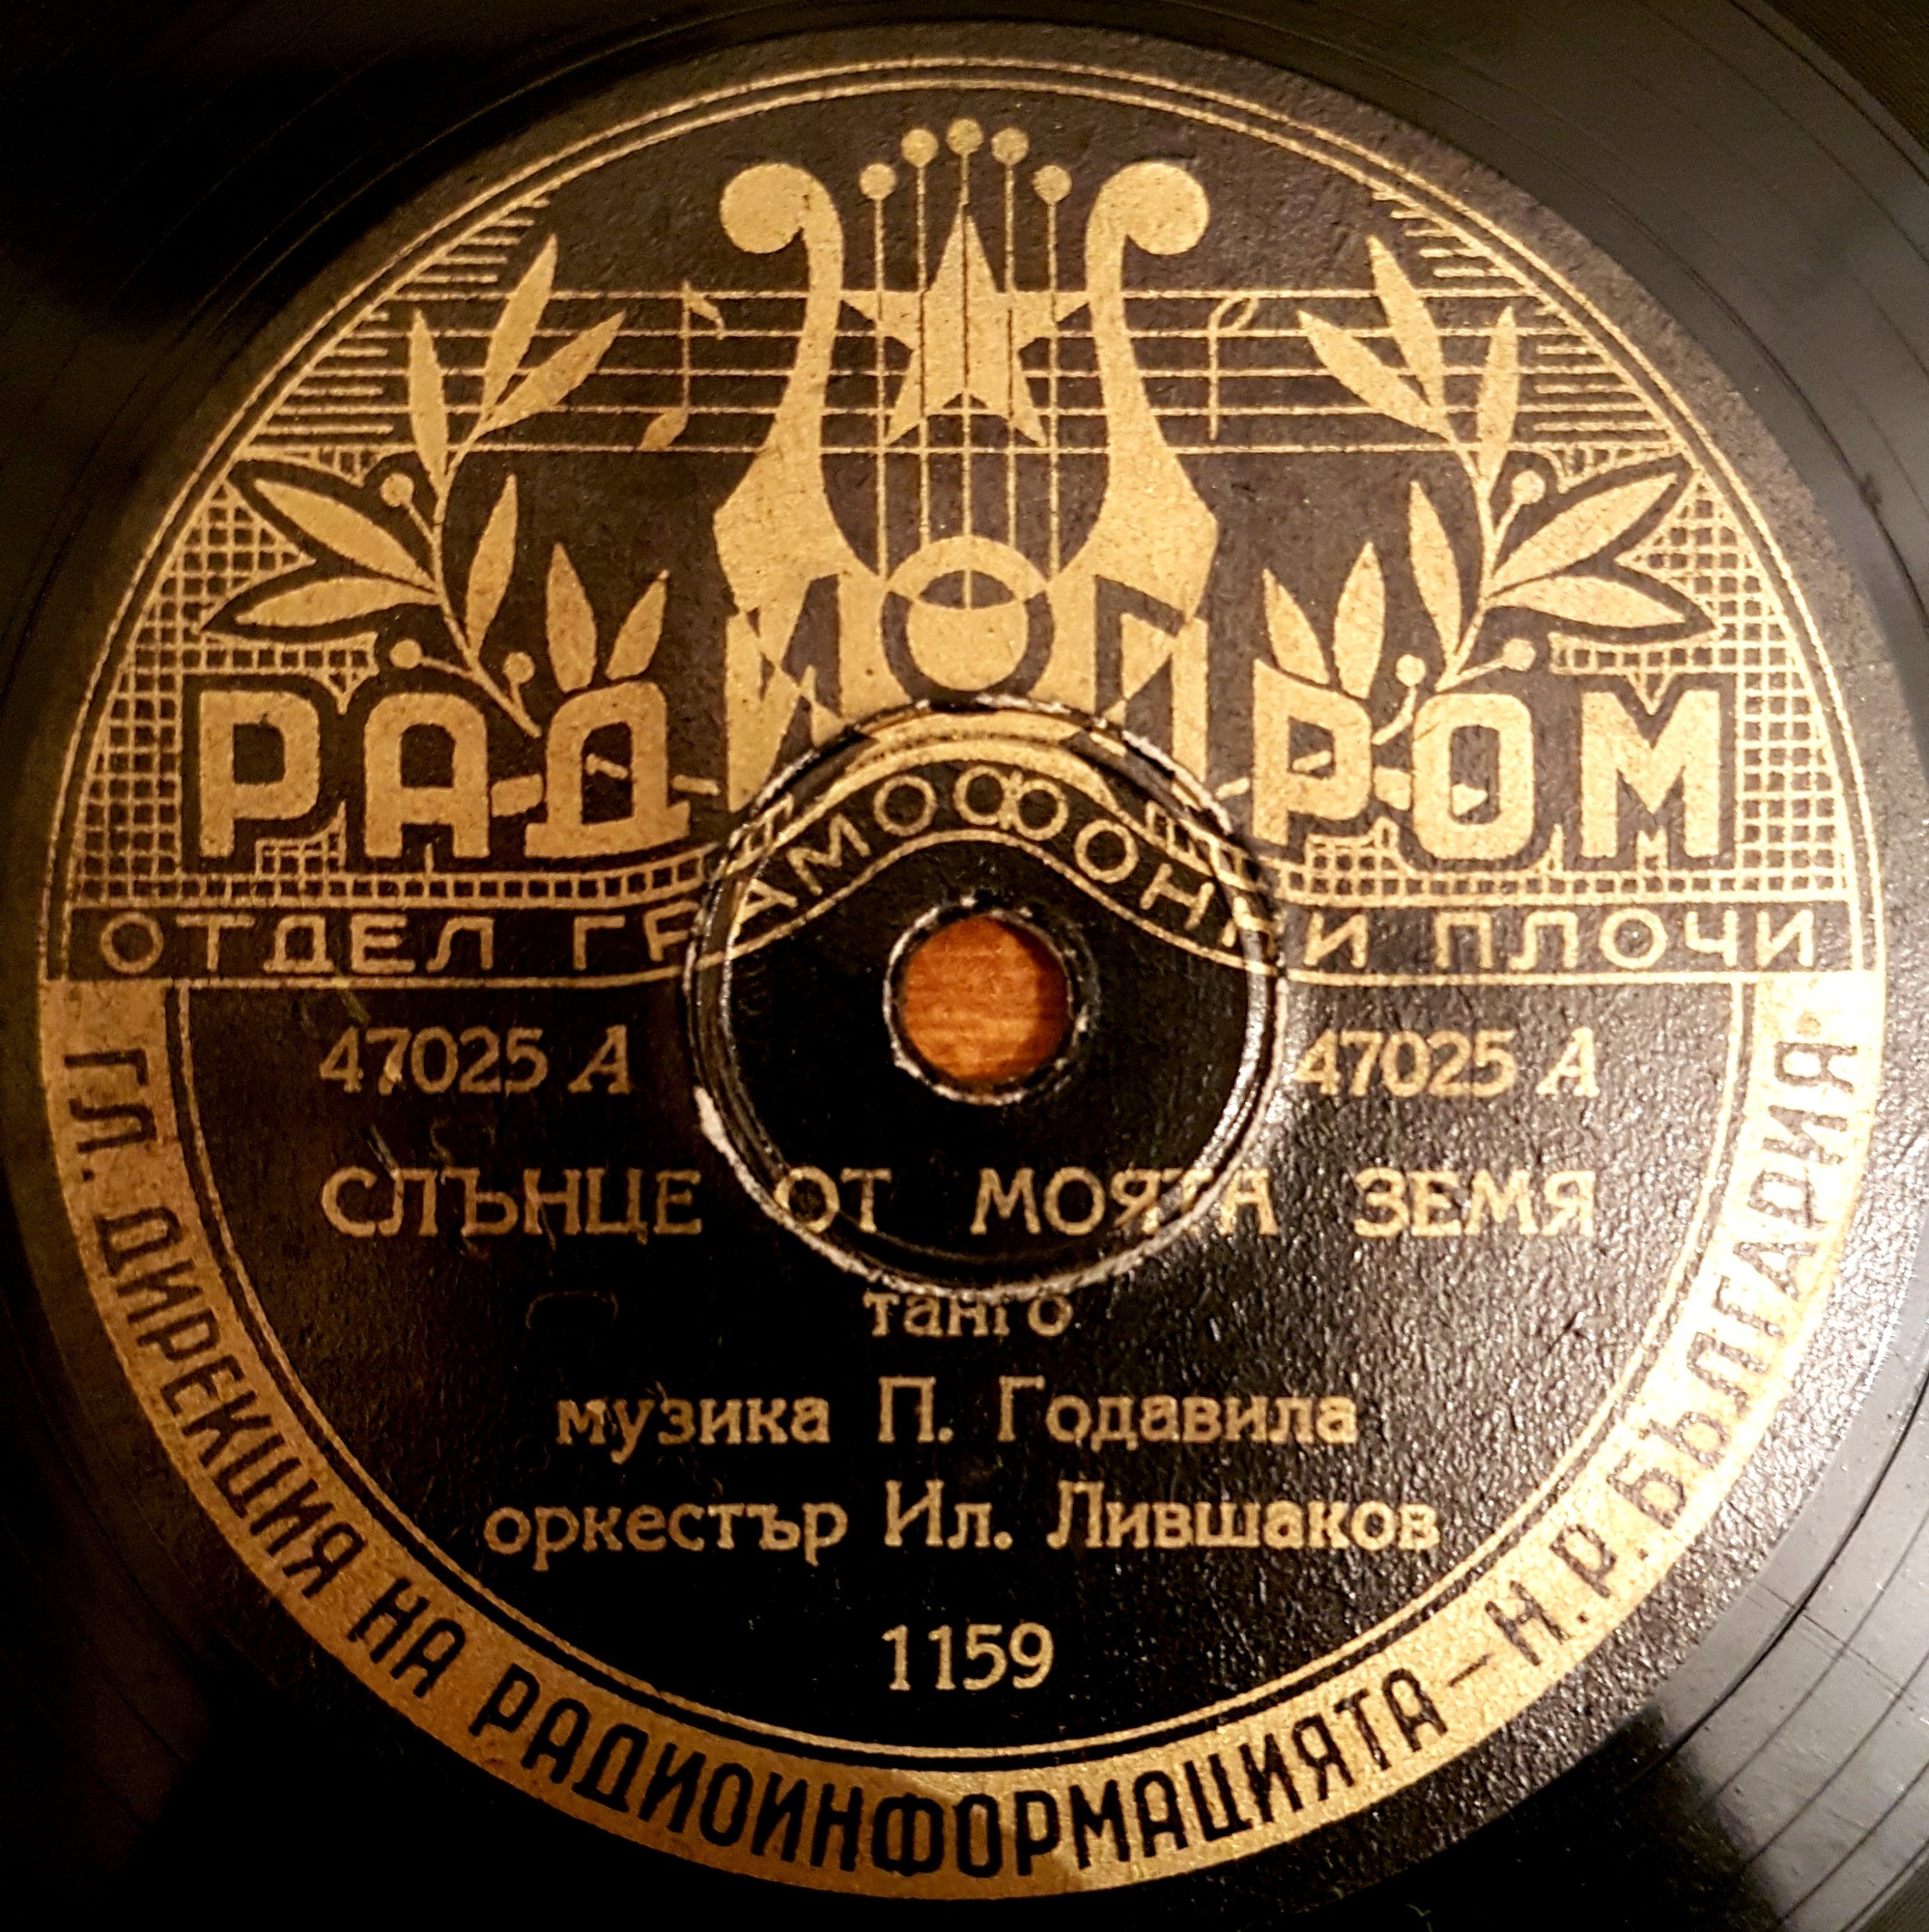 РАДИОПРОМ
ОТДЕЛ ГРАМОФОННИ ПЛОЧИ
47025 А 47025 А
СЛЪНЦЕ ОТ МОЯТА ЗЕМЯ
танго
музика П. Годавила
оркестър Ил. Лившаков
1159
ГЛ. ДИРЕКЦИЯ НА РАДИОИНФОРМАЦИЯТА – Н.Р. БЪЛГАРИЯ